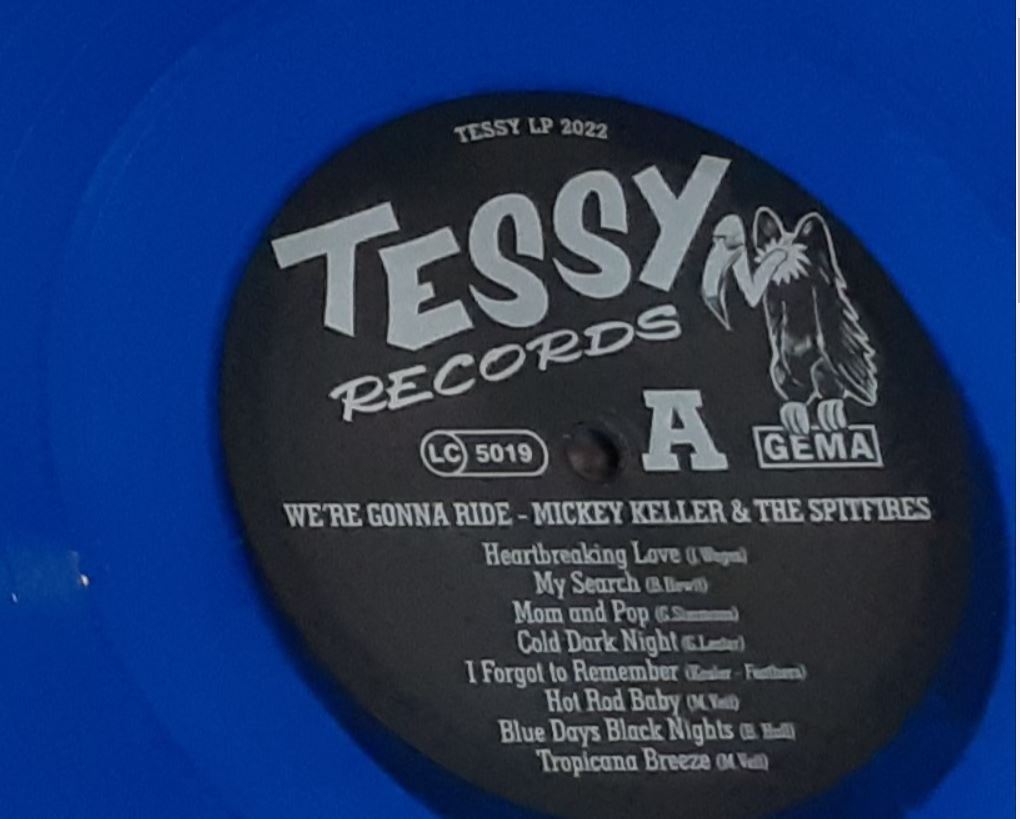 TESSY LP 2022
TESSY
RECORDS
LC 5019
A
GEMA
WE'RE GONNA RIDE - MICKEY KELLER & THE SPITFIRES
Heartbreaking Love
My Search
Mom and Pop
Cold Dark Night
I Forgot to Remember
Hot Rod Baby
Blue Days Black Nights
Tropicana Breeze